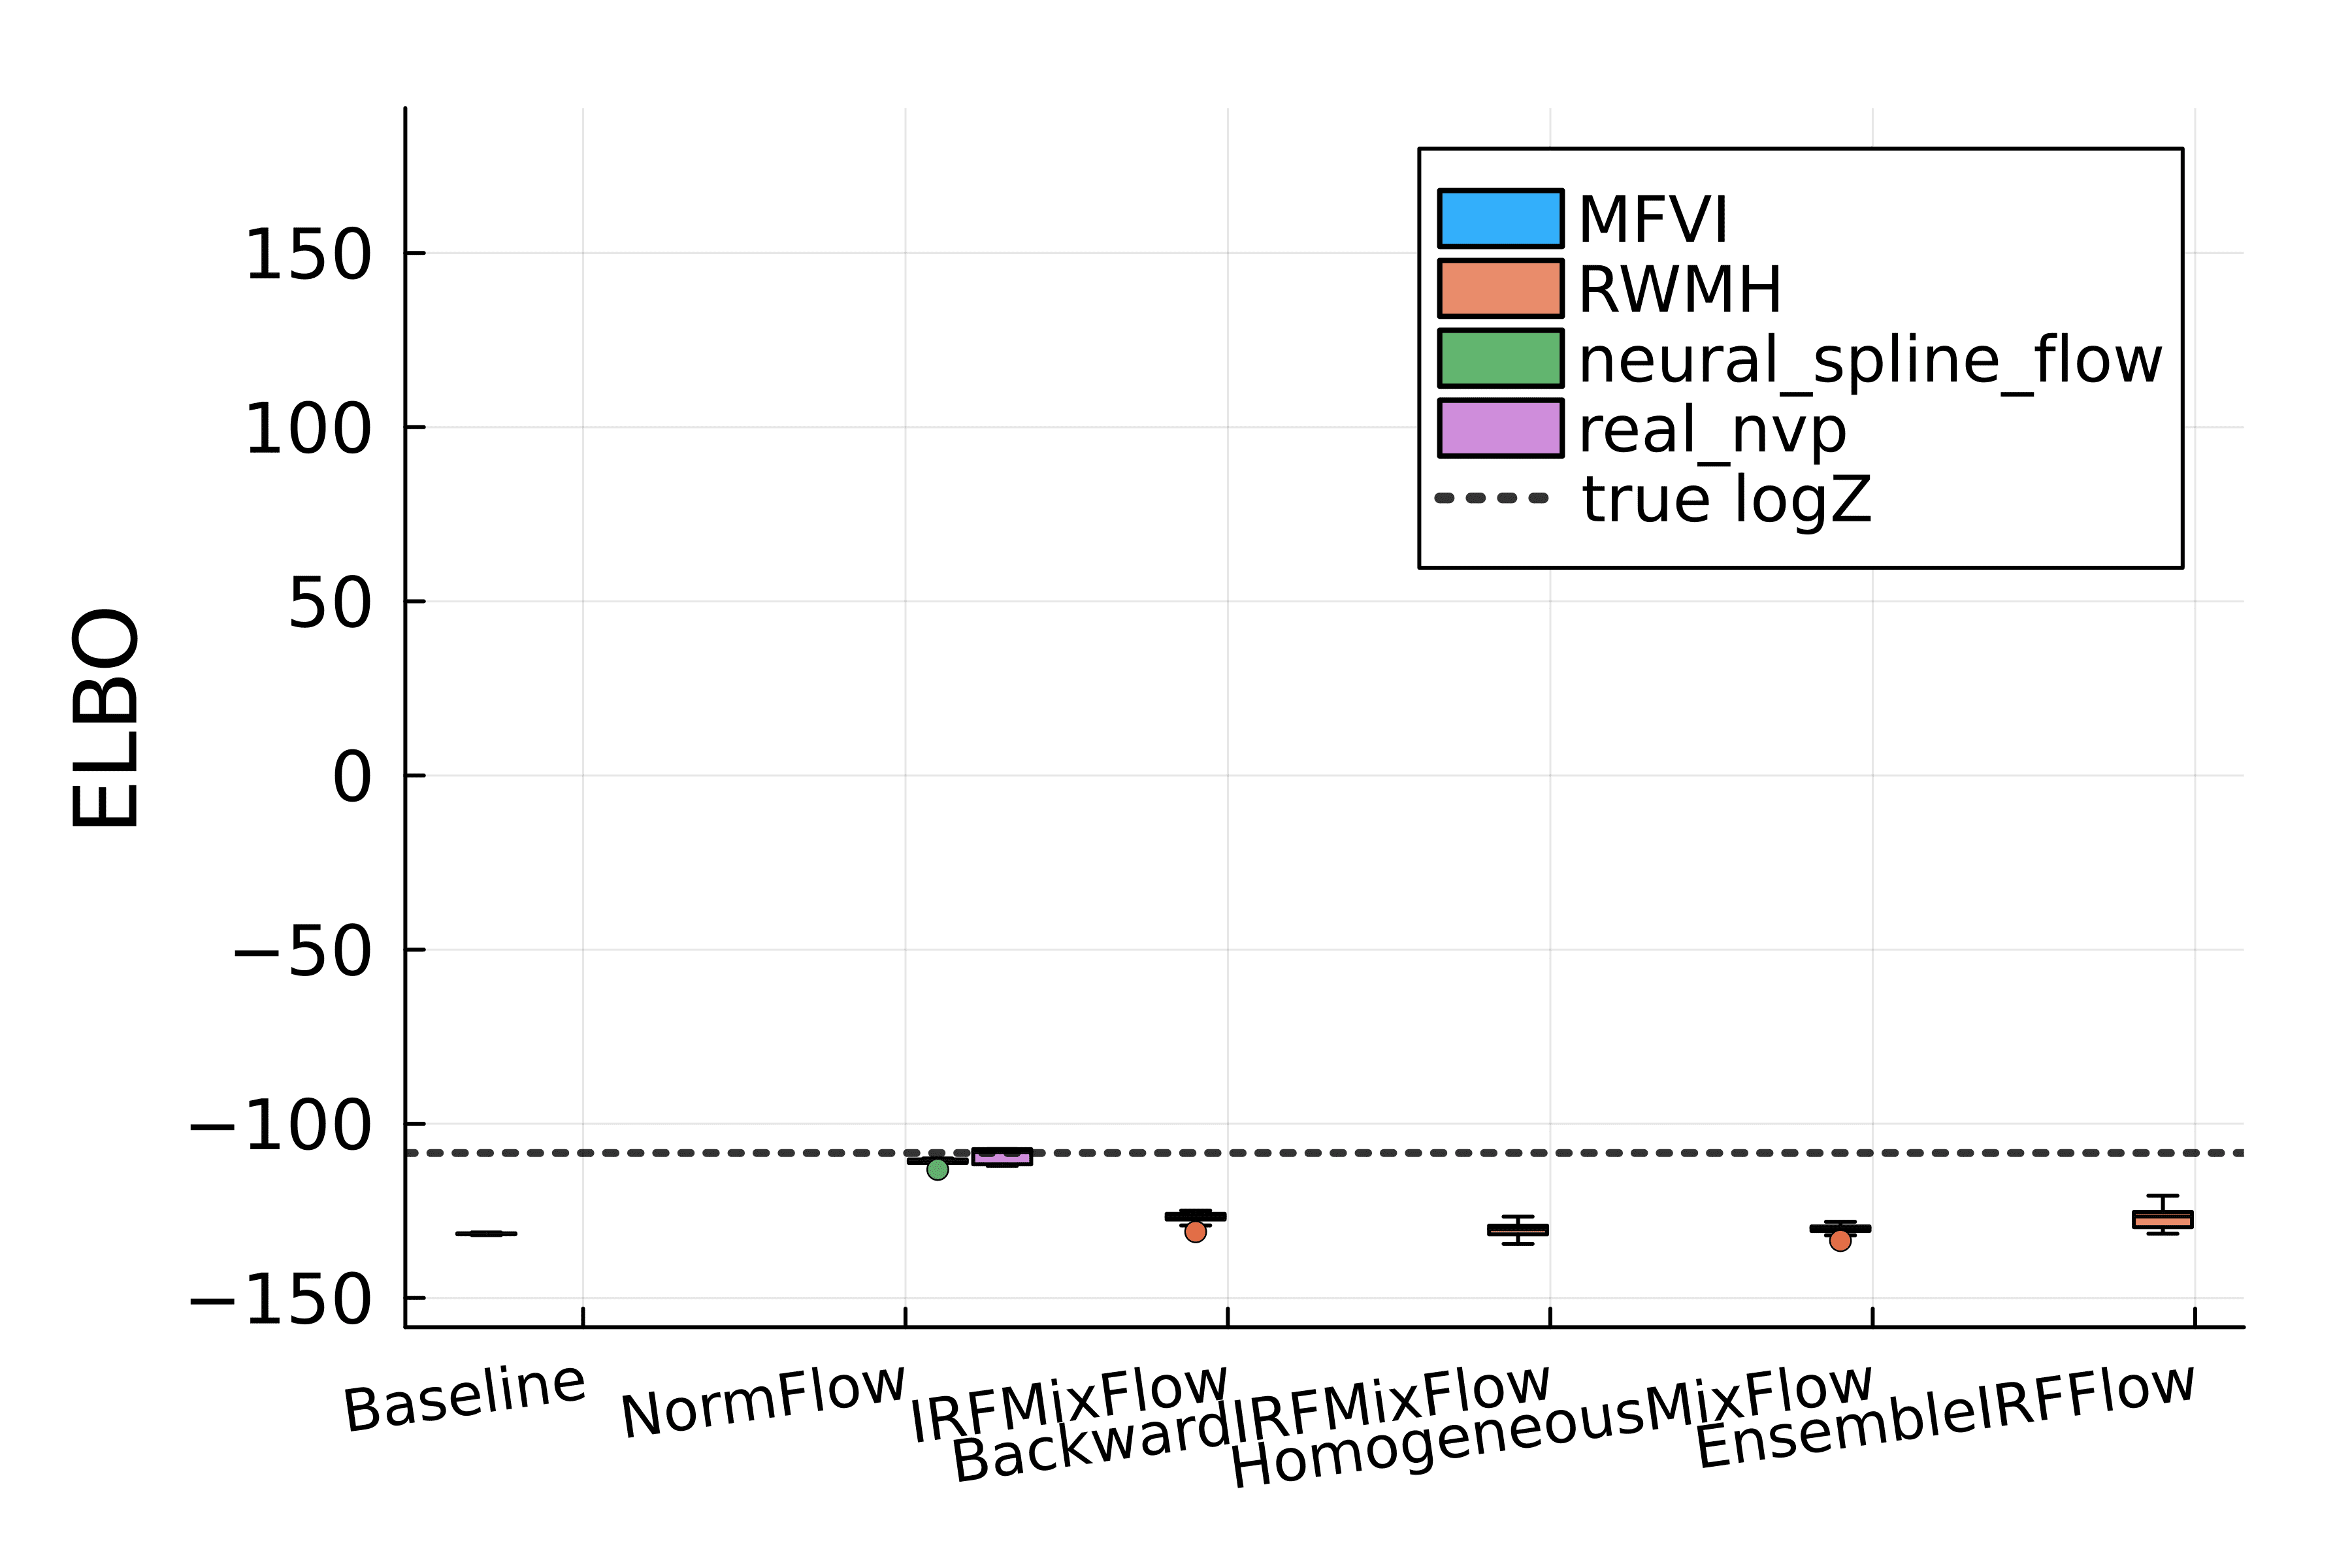 ELBO
150
100
50
0
−50
−100
−150
MFVI
RWMH
neural_spline_flow
real_nvp
true logZ
Baseline
NormFlow
IRFMixFlow
BackwardIRFMixFlow
HomogeneousMixFlow
EnsembleIRFFlow